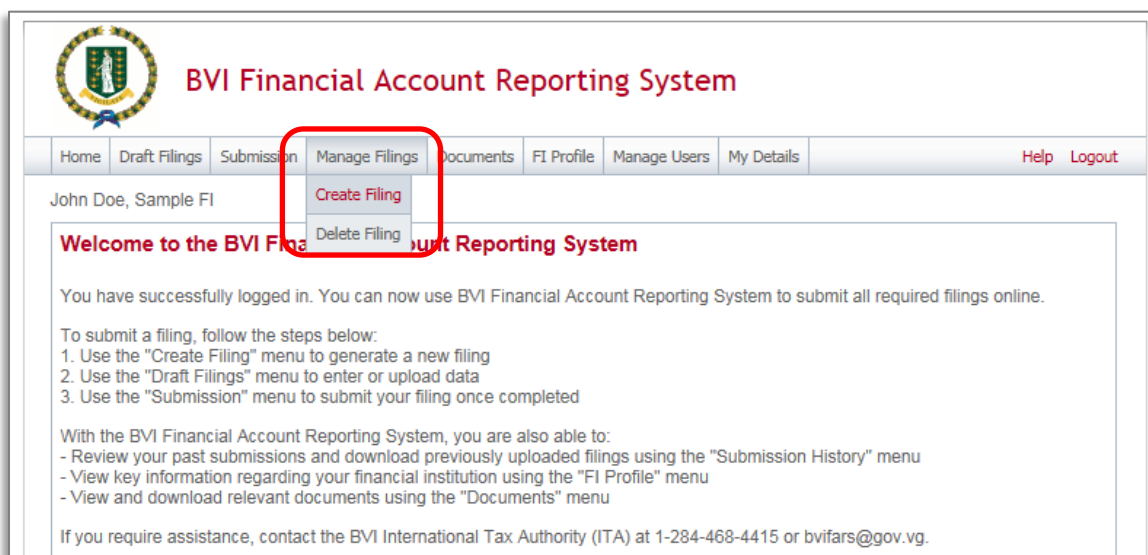 VIGILATE
BVI Financial Account Reporting System
Home Draft Filings Submission Manage Filings Documents FI Profile Manage Users My Details Help Logout
John Doe, Sample FI
Create Filing
Delete Filing
Welcome to the BVI Fina unt Reporting System
You have successfully logged in. You can now use BVI Financial Account Reporting System to submit all required filings online.
To submit a filing, follow the steps below:
1. Use the "Create Filing" menu to generate a new filing
2. Use the "Draft Filings" menu to enter or upload data
3. Use the "Submission" menu to submit your filing once completed
With the BVI Financial Account Reporting System, you are also able to:
- Review your past submissions and download previously uploaded filings using the "Submission History" menu
- View key information regarding your financial institution using the "FI Profile" menu
- View and download relevant documents using the "Documents" menu
If you require assistance, contact the BVI International Tax Authority (ITA) at 1-284-468-4415 or bvifars@gov.vg.